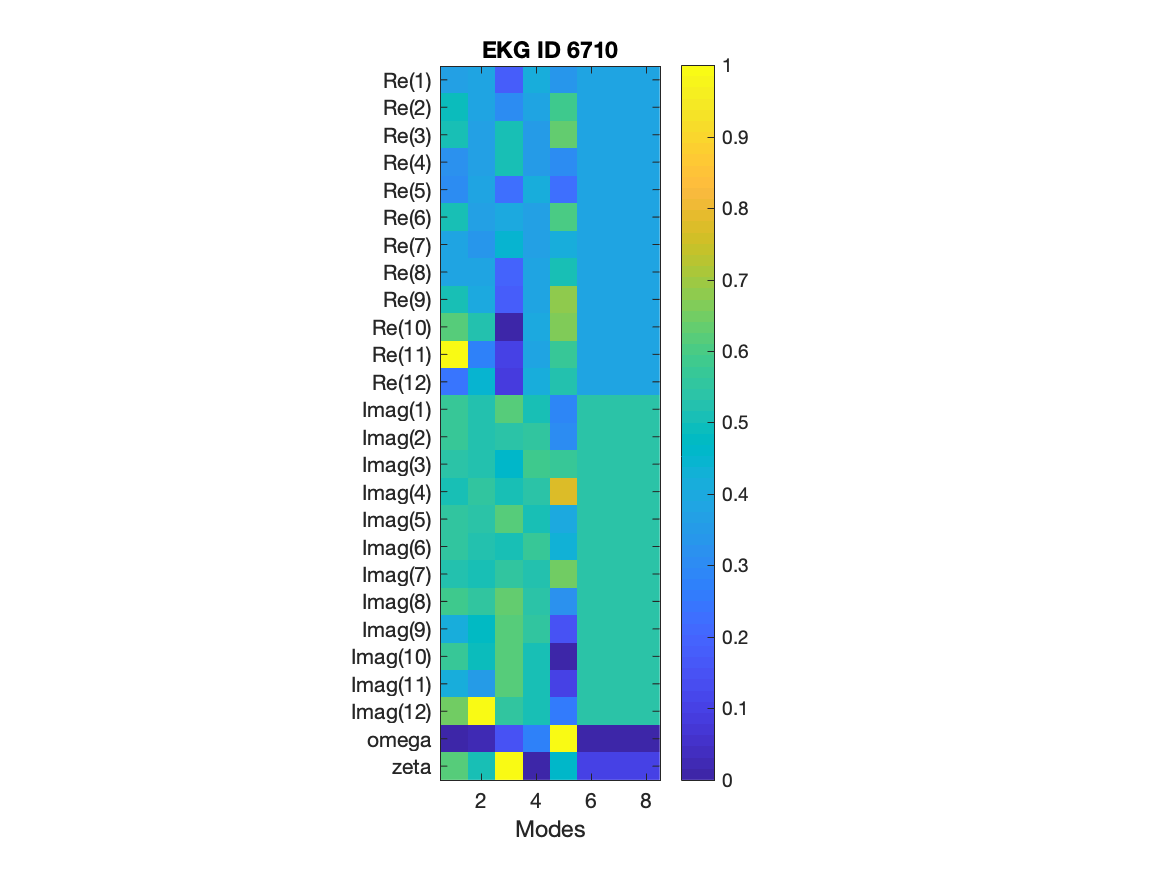 EKG ID 6710
Re(1)
Re(2)
Re(3)
Re(4)
Re(5)
Re(6)
Re(7)
Re(8)
Re(9)
Re(10)
Re(11)
Re(12)
Imag(1)
Imag(2)
Imag(3)
Imag(4)
Imag(5)
Imag(6)
Imag(7)
Imag(8)
Imag(9)
Imag(10)
Imag(11)
Imag(12)
omega
zeta
2 4 6 8
Modes
1
0.9
0.8
0.7
0.6
0.5
0.4
0.3
0.2
0.1
0